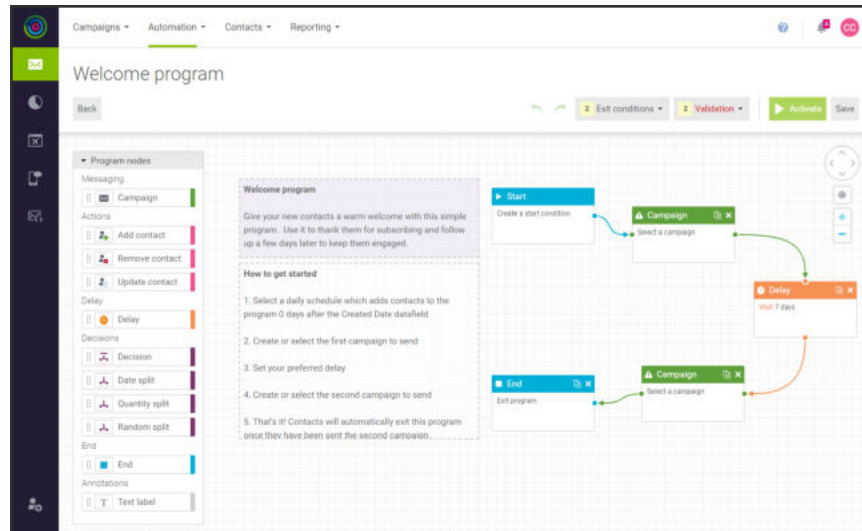 Campaigns Automation Contacts Reporting
CC
Welcome program
Back
2 Exit conditions
3 Validation
Activate
Save
Program nodes
Messaging
Campaign
Actions
Add contact
Remove contact
Update contact
Delay
Delay
Decisions
Decision
Date split
Quantity split
Random split
End
End
Annotations
T Text label
Welcome program
Give your new contacts a warm welcome with this simple
program. Use it to thank them for subscribing and follow
up a few days later to keep them engaged.
How to get started
1. Select a daily schedule which adds contacts to the
program 0 days after the Created Date datafield
2. Create or select the first campaign to send
3. Set your preferred delay
4. Create or select the second campaign to send
5. That's it! Contacts will automatically exit this program
once they have been sent the second campaign.
Start
Create a start condition
Campaign
Select a campaign
Delay
Wait 7 days
Campaign
Select a campaign
End
Exit program